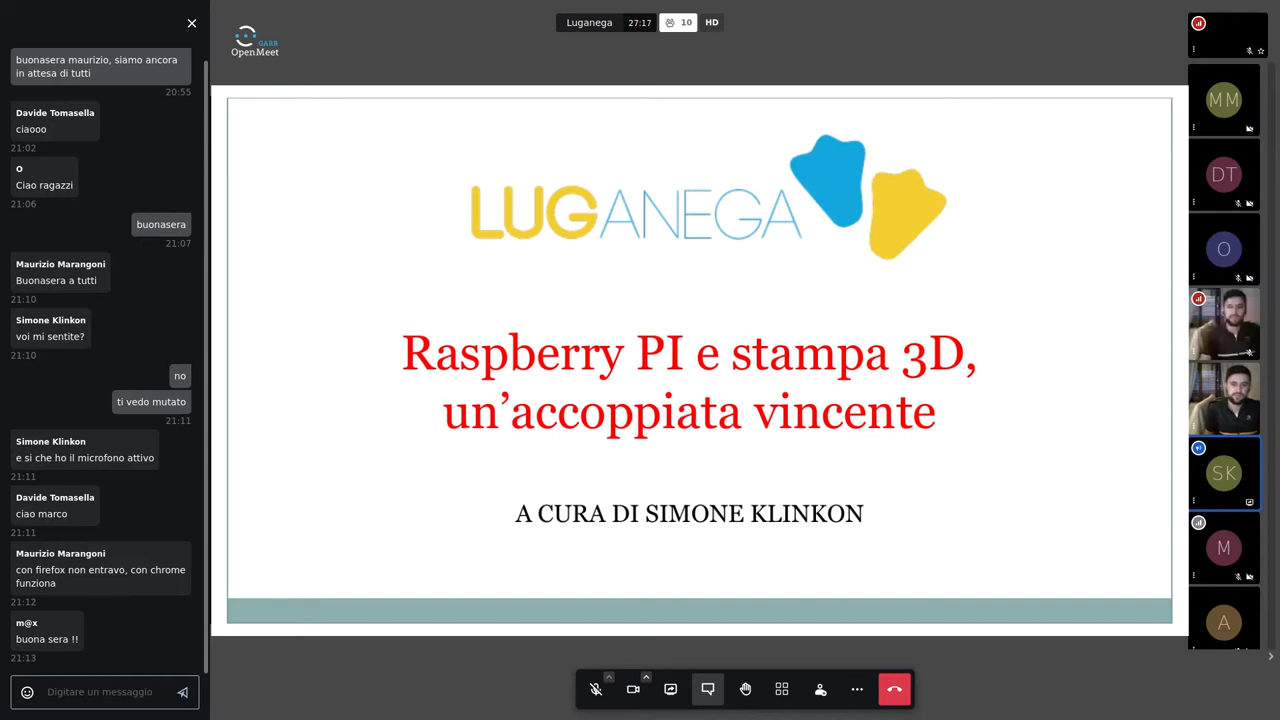 buonasera maurizio, siamo ancora
in attesa di tutti
20:55
Davide Tomasella
ciaooo
21:02
O
Ciao ragazzi
21:06
buonasera
21:07
Maurizio Marangoni
Buonasera a tutti
21:10
Simone Klinkon
voi mi sentite?
21:10
no
ti vedo mutato
21:11
Simone Klinkon
e si che ho il microfono attivo
21:11
Davide Tomasella
ciao marco
21:11
Maurizio Marangoni
con firefox non entravo, con chrome
funziona
21:12
m@x
buona sera !!
21:13
Digitare un messaggio
GARR
OpenMeet
Luganega 27:17 10 HD
LUGANEGA
Raspberry PI e stampa 3D,
un’accoppiata vincente
A CURA DI SIMONE KLINKON
MM
DT
O
SK
M
A